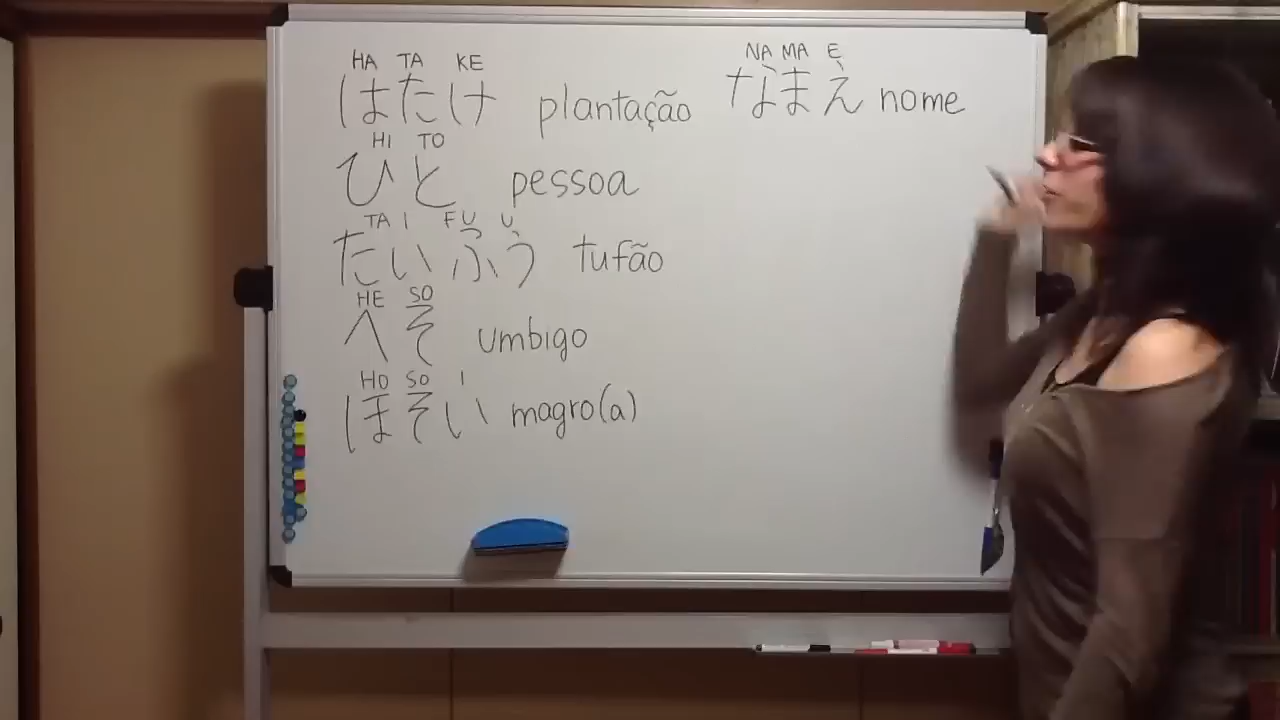 HA TA KE
はたけ plantação
HI TO
ひと pessoa
TA I FU U
たいふう tufão
HE SO
へそ umbigo
HO SO I
ほそい magro(a)
NA MA E
なまえ nome